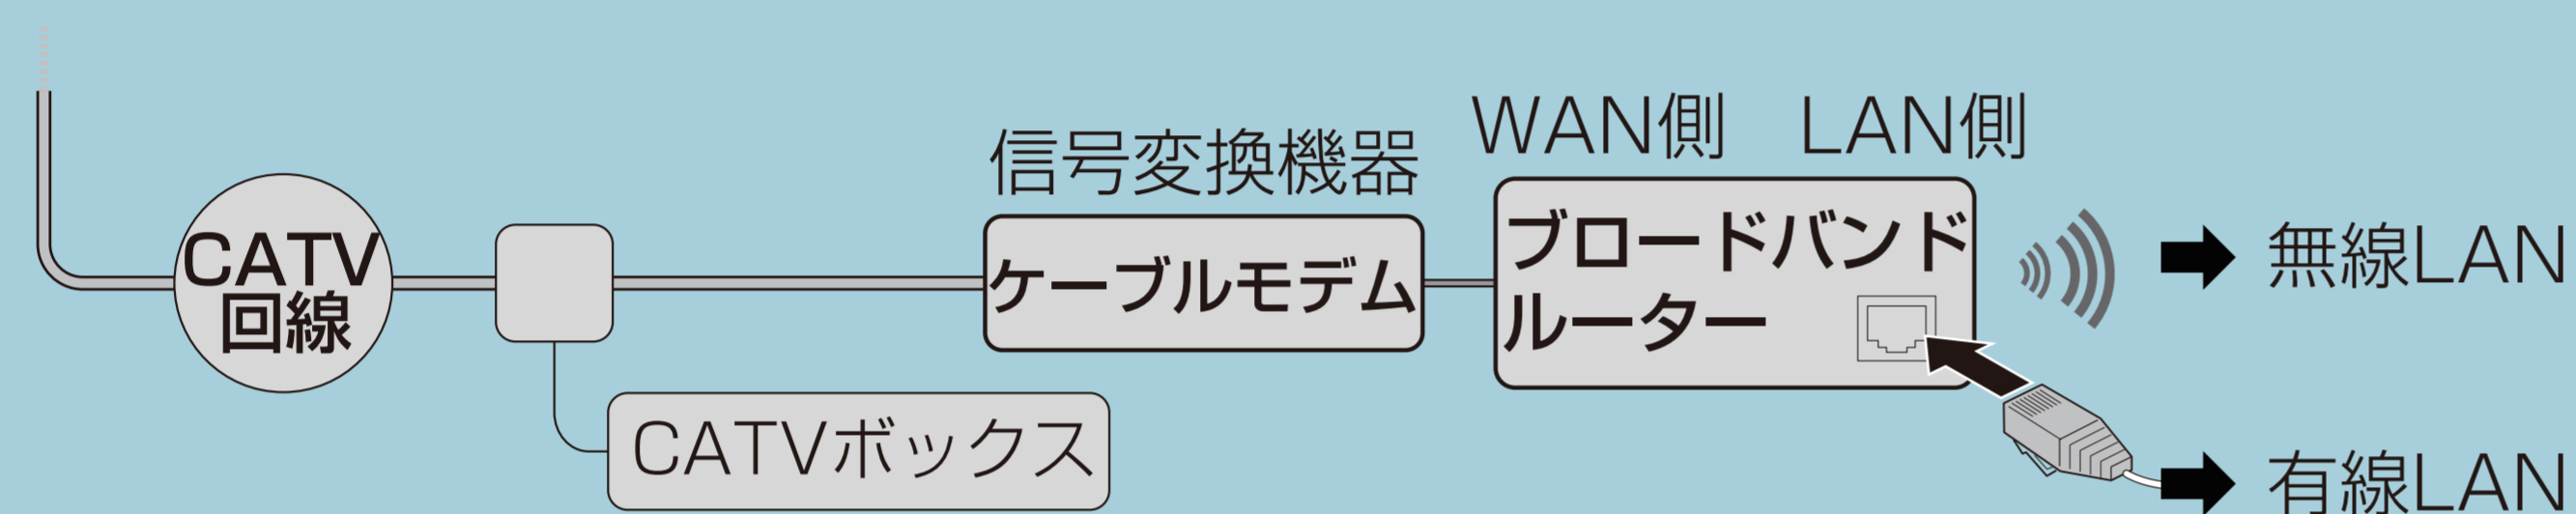 CATV
回線
CATVボックス
信号変換機器
ケーブルモデム
WAN側 LAN側
ブロードバンド
ルーター
無線LAN
有線LAN